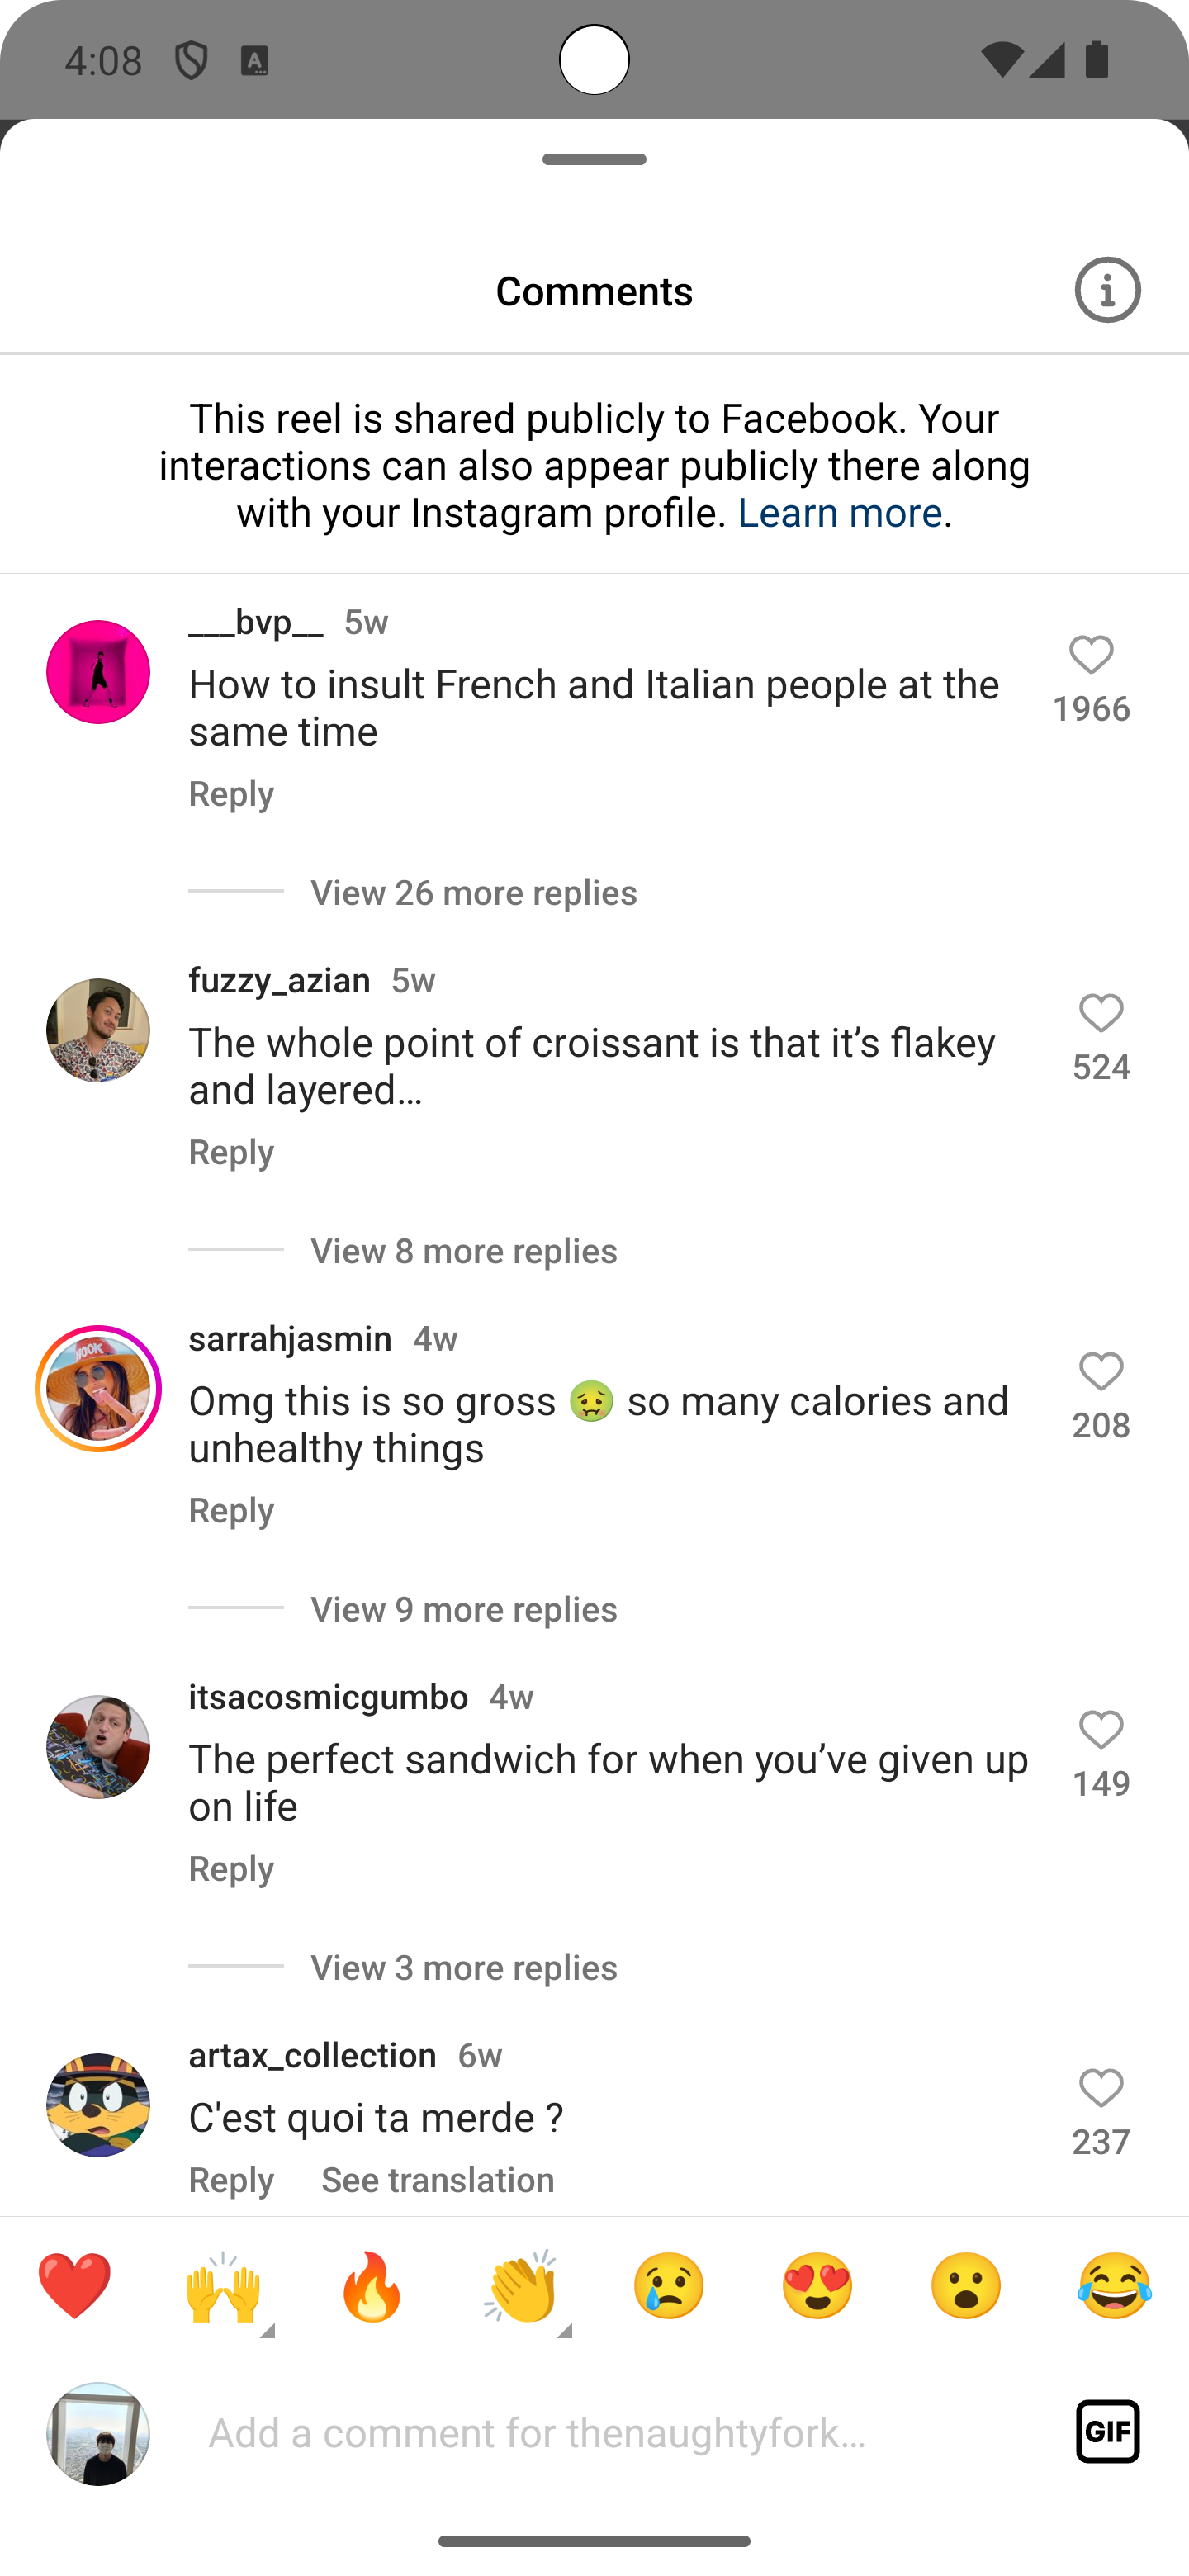 4:08
A
Comments
This reel is shared publicly to Facebook. Your
interactions can also appear publicly there along
with your Instagram profile. Learn more.
___bvp__ 5w
How to insult French and Italian people at the
same time
1966
Reply
View 26 more replies
fuzzy_azian 5w
The whole point of croissant is that it’s flakey
and layered…
524
Reply
View 8 more replies
sarrahjasmin 4w
Omg this is so gross 🤢 so many calories and
unhealthy things
208
Reply
View 9 more replies
itsacosmicgumbo 4w
The perfect sandwich for when you’ve given up
on life
149
Reply
View 3 more replies
artax_collection 6w
C'est quoi ta merde ?
237
Reply See translation
Add a comment for thenaughtyfork…
GIF